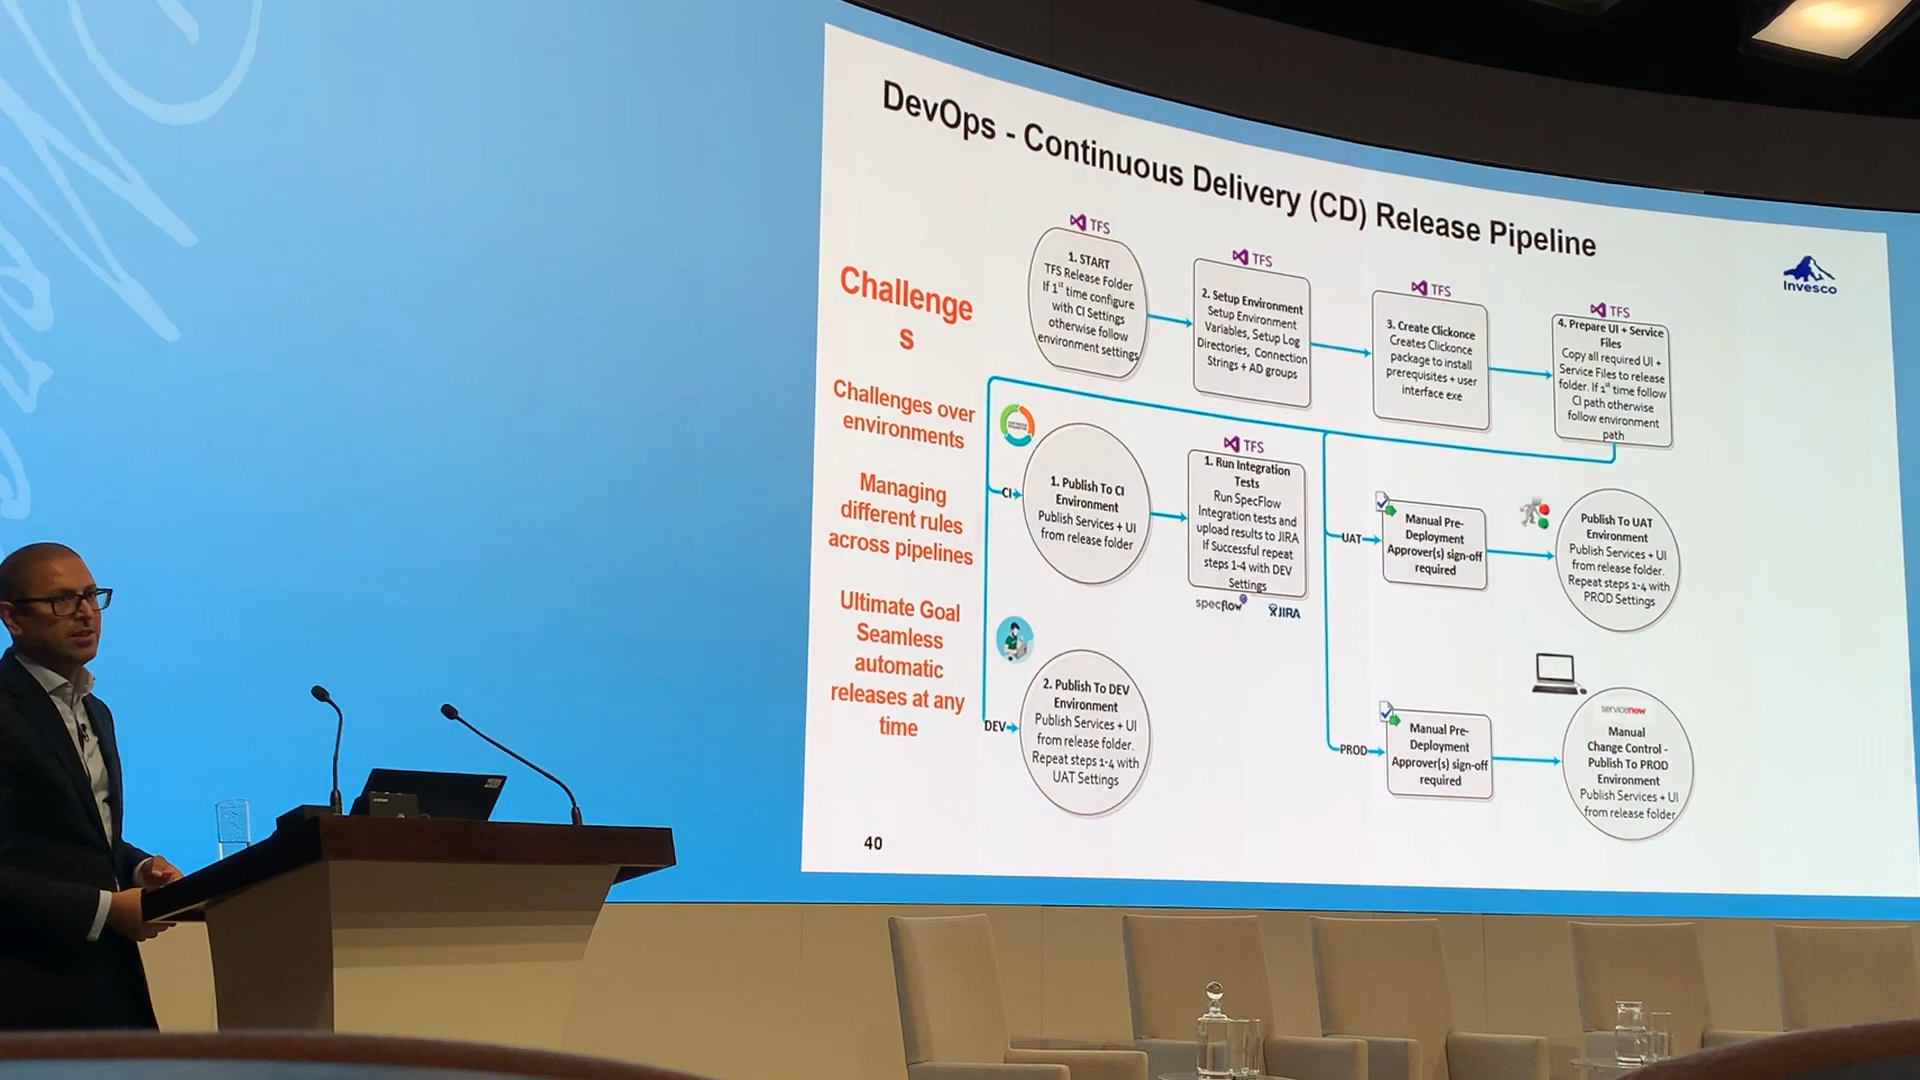 DevOps - Continuous Delivery (CD) Release Pipeline
Invesco
Challenge
s
Challenges over
environments
Managing
different rules
across pipelines
Ultimate Goal
Seamless
automatic
releases at any
time
40
TFS
1. START
TFS Release Folder
If 1st time configure
with CI Settings
otherwise follow
environment settings
TFS
2. Setup Environment
Setup Environment
Variables, Setup Log
Directories, Connection
Strings + AD groups
TFS
3. Create Clickonce
Creates Clickonce
package to install
prerequisites + user
interface exe
TFS
4. Prepare UI + Service
Files
Copy all required UI +
Service Files to release
folder. If 1st time follow
CI path otherwise
follow environment
path
CI
1. Publish To CI
Environment
Publish Services + UI
from release folder
TFS
1. Run Integration
Tests
Run SpecFlow
Integration tests and
upload results to JIRA
If Successful repeat
steps 1-4 with DEV
Settings
specflow
JIRA
UAT
Manual Pre-
Deployment
Approver(s) sign-off
required
Publish To UAT
Environment
Publish Services + UI
from release folder.
Repeat steps 1-4 with
PROD Settings
DEV
2. Publish To DEV
Environment
Publish Services + UI
from release folder.
Repeat steps 1-4 with
UAT Settings
PROD
Manual Pre-
Deployment
Approver(s) sign-off
required
servicenow
Manual
Change Control -
Publish To PROD
Environment
Publish Services + UI
from release folder